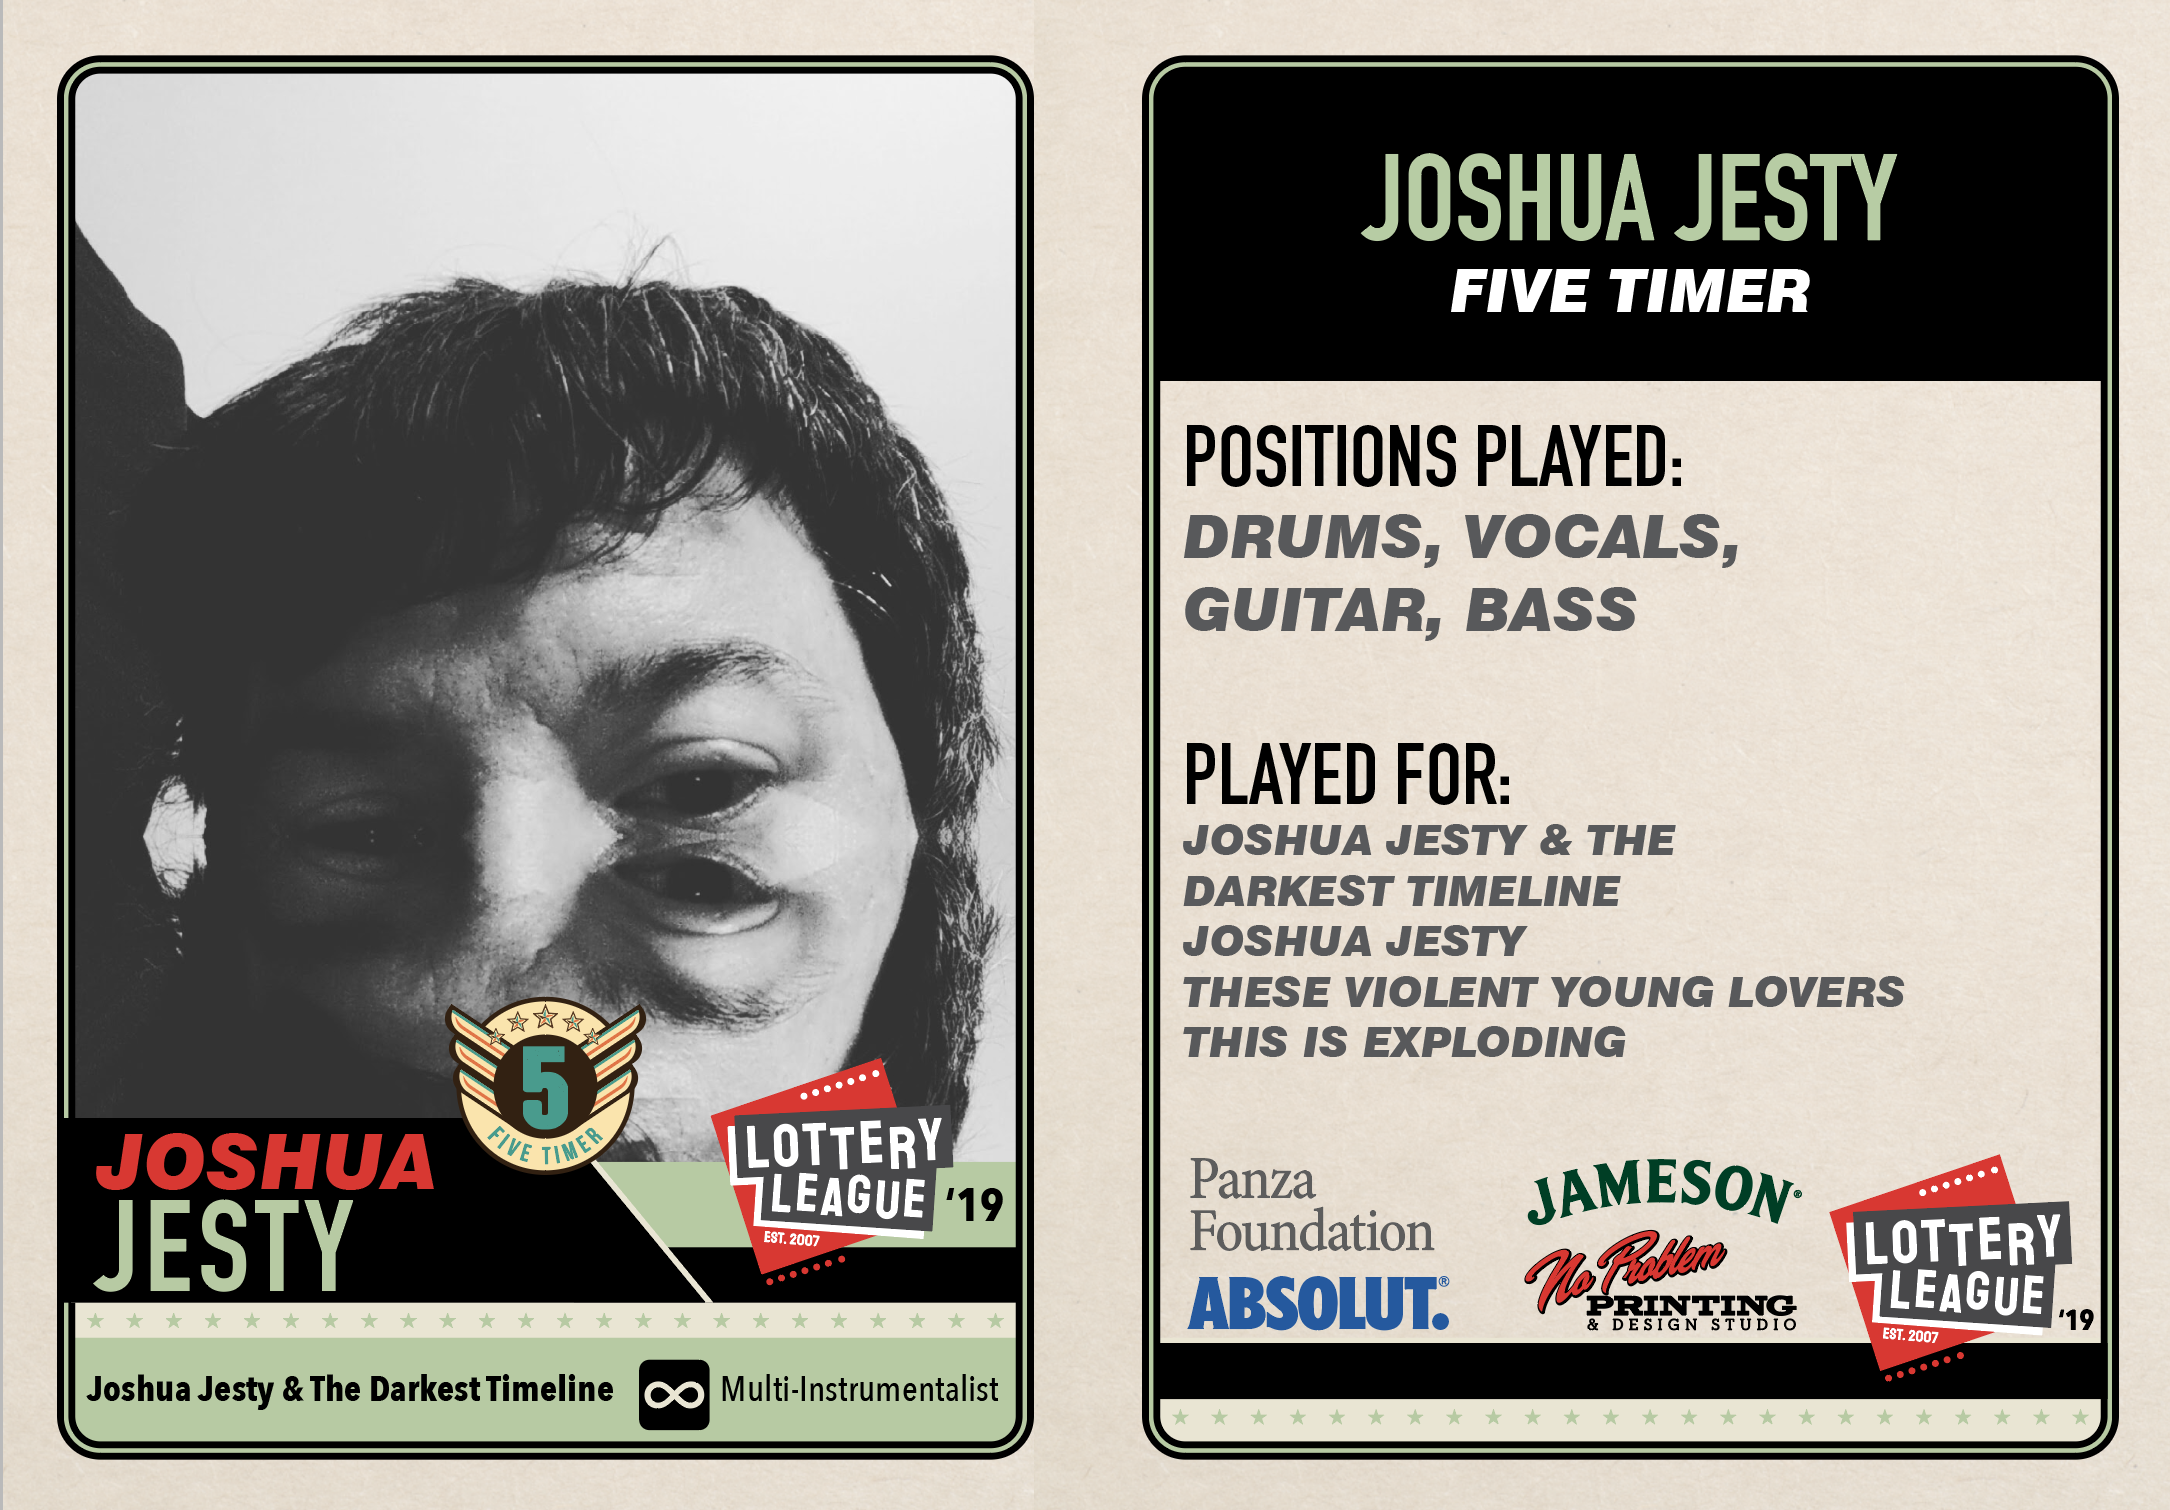 5
FIVE TIMER
JOSHUA
JESTY
LOTTERY
LEAGUE
EST. 2007
'19
Joshua Jesty & The Darkest Timeline
Multi-Instrumentalist
JOSHUA JESTY
FIVE TIMER
POSITIONS PLAYED:
DRUMS, VOCALS,
GUITAR, BASS
PLAYED FOR:
JOSHUA JESTY & THE
DARKEST TIMELINE
JOSHUA JESTY
THESE VIOLENT YOUNG LOVERS
THIS IS EXPLODING
Panza
Foundation
ABSOLUT.®
JAMESON®
No Problem
PRINTING
& DESIGN STUDIO
LOTTERY
LEAGUE
EST. 2007
'19